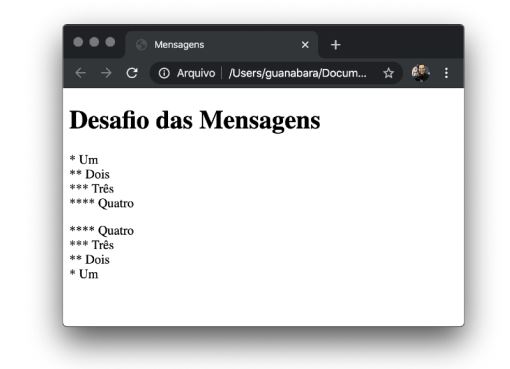 Mensagens
Arquivo | /Users/guanabara/Docum...
Desafio das Mensagens
* Um
** Dois
*** Três
**** Quatro
**** Quatro
*** Três
** Dois
* Um